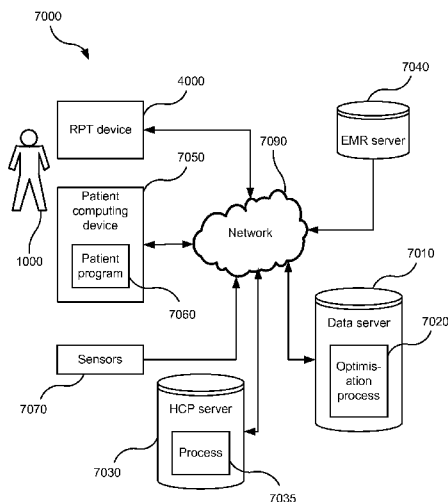 7000
4000
7040
RPT device
7050
7090
EMR server
Patient
computing
device
Network
7010
Patient
program
1000
7060
Data server
7020
Sensors
Optimis-
ation
process
7070
HCP server
Process
7030
7035